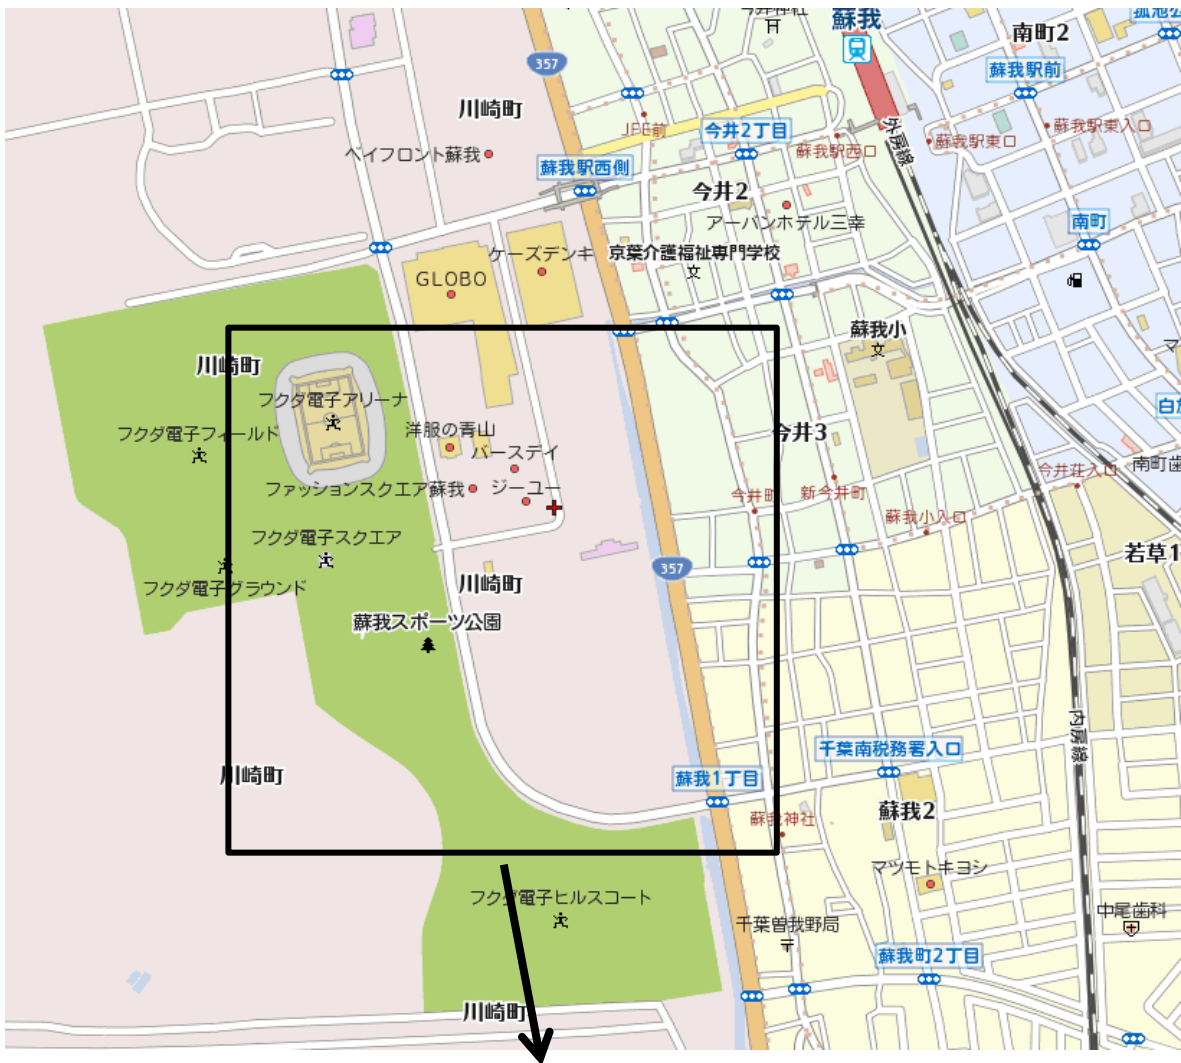 今井神社
蘇我
南町2
孤池公
357
蘇我駅前
川崎町
JFE前
今井2丁目
外房線
蘇我駅東入口
蘇我駅東口
ベイフロント蘇我
蘇我駅西側
蘇我駅西口
今井2
アーバンホテル三幸
南町
ケーズデンキ
京葉介護福祉専門学校
文
GLOBO
蘇我小
文
マ
川崎町
フクダ電子アリーナ
白旗
フクダ電子フィールド
洋服の青山
今井3
バースデイ
今井荘入口
南町歯
ファッションスクエア蘇我
ジーユー
今井町
新今井町
蘇我小入口
フクダ電子スクエア
若草1
357
フクダ電子グラウンド
川崎町
蘇我スポーツ公園
内房線
千葉南税務署入口
川崎町
蘇我1丁目
蘇我神社
蘇我2
マツモトキヨシ
フクダ電子ヒルスコート
中尾歯科
千葉曽我野局
〒
蘇我町2丁目
川崎町